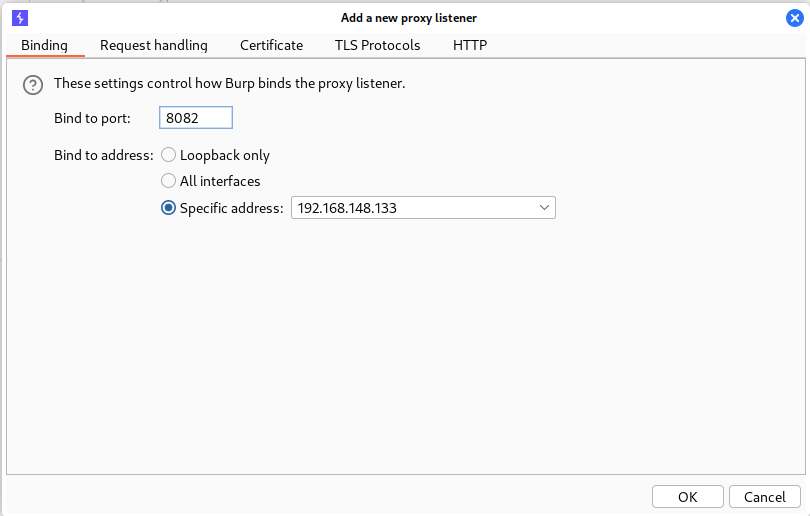 Add a new proxy listener
Binding Request handling Certificate TLS Protocols HTTP
These settings control how Burp binds the proxy listener.
Bind to port: 8082
Bind to address: Loopback only
All interfaces
Specific address: 192.168.148.133
OK Cancel